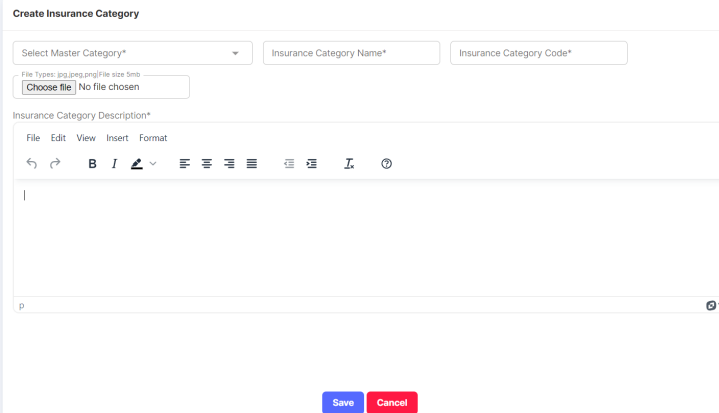 Create Insurance Category
Select Master Category*
Insurance Category Name*
Insurance Category Code*
File Types: jpg,jpeg,png|File size 5mb
Choose file No file chosen
Insurance Category Description*
File Edit View Insert Format
B I
p
Save Cancel